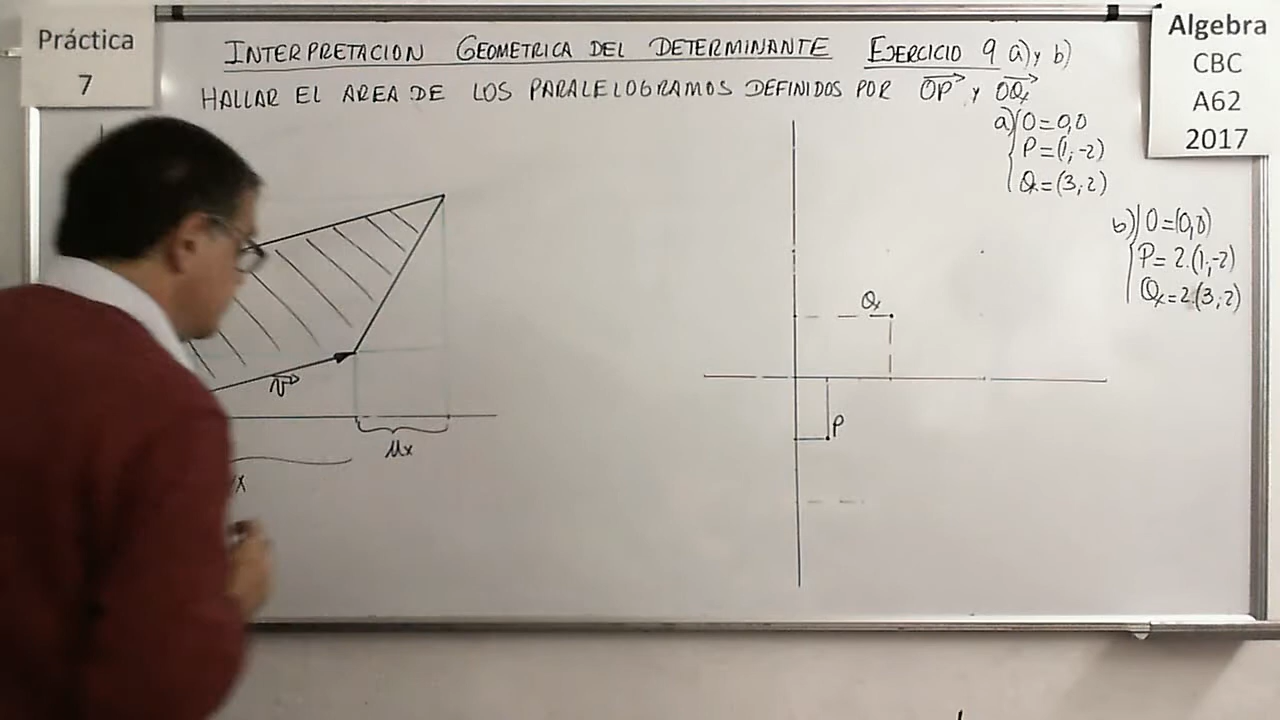 Práctica
7
INTERPRETACION GEOMETRICA DEL DETERMINANTE EJERCICIO 9 a) y b)
HALLAR EL AREA DE LOS PARALELOGRAMOS DEFINIDOS POR OP y OQ
Algebra
CBC
A62
2017
a) O=0,0
P=(1,-2)
Q=(3,2)
b) O=(0,0)
P=2.(1,-2)
Q=2.(3,2)
v
Mx
x
Q
P